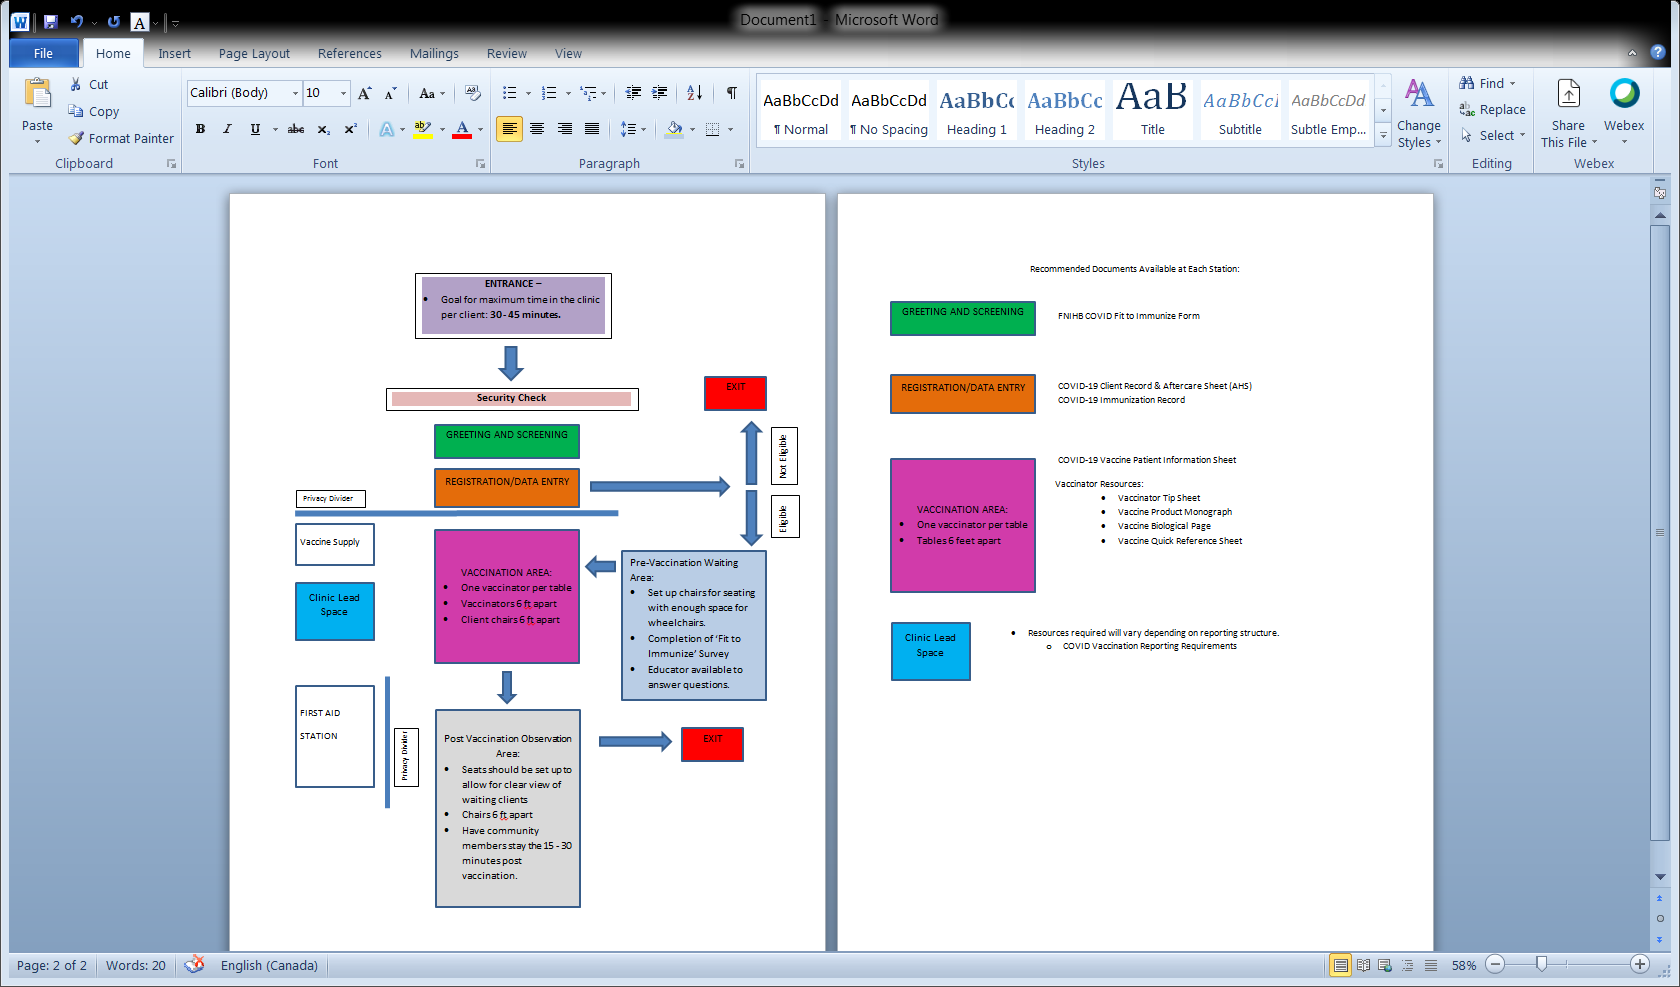 Document1 - Microsoft Word
File Home Insert Page Layout References Mailings Review View
Paste
Cut
Copy
Format Painter
Clipboard
Calibri (Body) 10
Font
Paragraph
AaBbCcDd ¶ Normal
AaBbCcDd ¶ No Spacing
AaBbCc Heading 1
AaBbCc Heading 2
AaB Title
AaBbCcI Subtitle
AaBbCcDd Subtle Emp...
Change
Styles
Styles
Find
Replace
Select
Editing
Share
This File
Webex
Webex
ENTRANCE –
• Goal for maximum time in the clinic
per client: 30 - 45 minutes.
Security Check
EXIT
GREETING AND SCREENING
Not Eligible
REGISTRATION/DATA ENTRY
Privacy Divider
Eligible
Vaccine Supply
Clinic Lead
Space
VACCINATION AREA:
• One vaccinator per table
• Vaccinators 6 ft apart
• Client chairs 6 ft apart
Pre-Vaccination Waiting
Area:
• Set up chairs for seating
with enough space for
wheelchairs.
• Completion of ‘Fit to
Immunize’ Survey
• Educator available to
answer questions.
FIRST AID
STATION
Privacy Divider
Post Vaccination Observation
Area:
• Seats should be set up to
allow for clear view of
waiting clients
• Chairs 6 ft apart
• Have community
members stay the 15 - 30
minutes post
vaccination.
EXIT
Recommended Documents Available at Each Station:
GREETING AND SCREENING
FNIHB COVID Fit to Immunize Form
REGISTRATION/DATA ENTRY
COVID-19 Client Record & Aftercare Sheet (AHS)
COVID-19 Immunization Record
VACCINATION AREA:
• One vaccinator per table
• Tables 6 feet apart
COVID-19 Vaccine Patient Information Sheet
Vaccinator Resources:
• Vaccinator Tip Sheet
• Vaccine Product Monograph
• Vaccine Biological Page
• Vaccine Quick Reference Sheet
Clinic Lead
Space
• Resources required will vary depending on reporting structure.
o COVID Vaccination Reporting Requirements
Page: 2 of 2 Words: 20 English (Canada) 58%